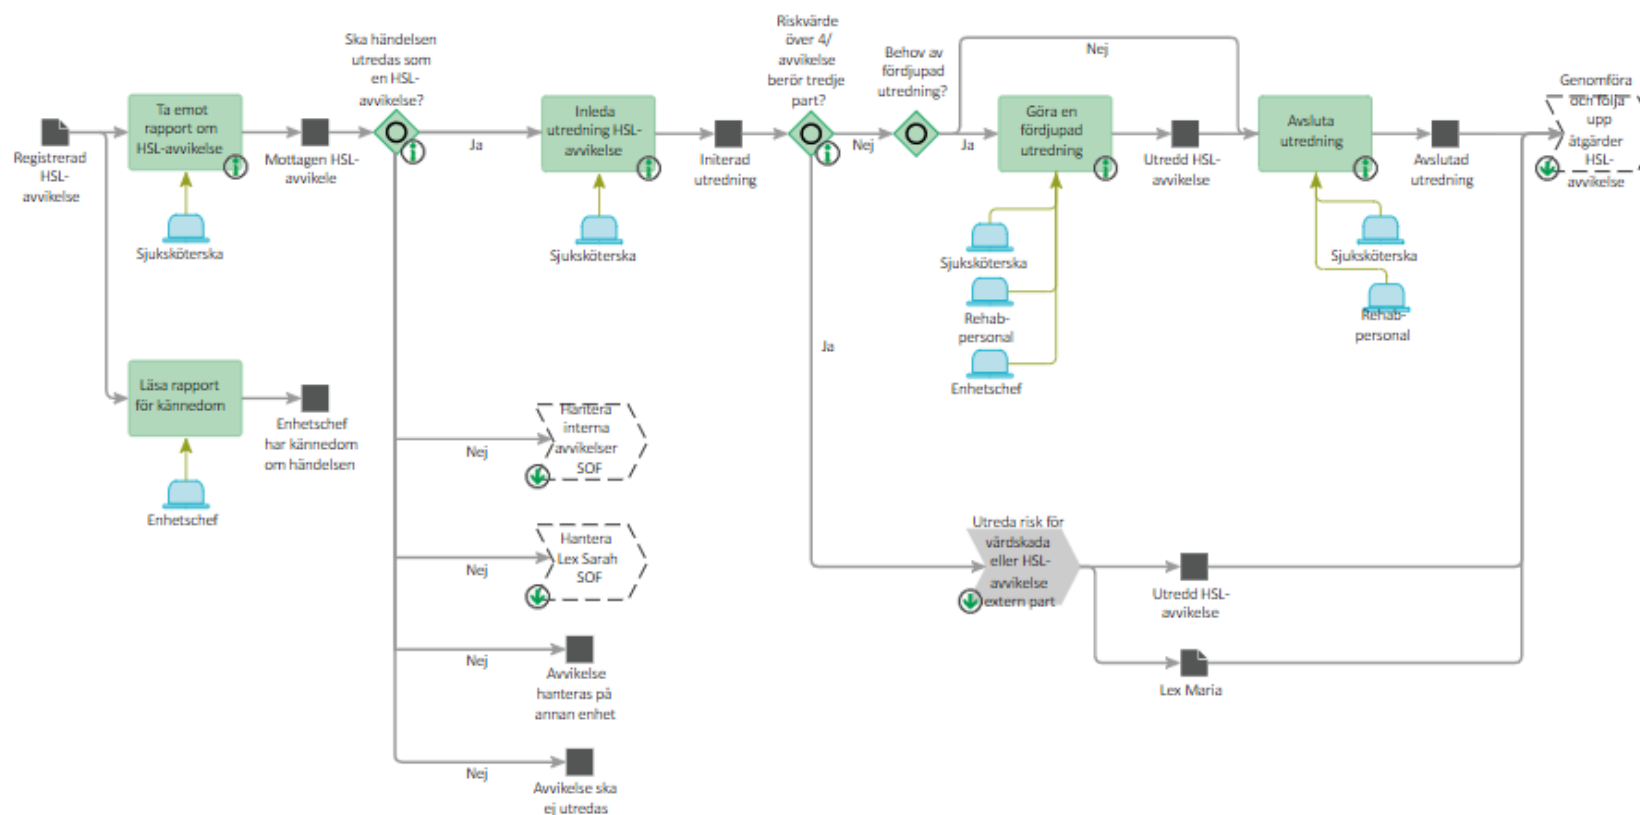 Ska händelsen
utredas som
en HSL-
avvikelse?
Riskvärde
över 4/
avvikelse
berör tredje
part?
Behov av
fördjupad
utredning?
Nej
Genomföra
och följa
upp
åtgärder
HSL-
avvikelse
Registrerad
HSL-
avvikelse
Ta emot
rapport om
HSL-avvikelse
Mottagen HSL-
avvikele
Ja
Inleda
utredning HSL-
avvikelse
Initierad
utredning
Nej
Ja
Göra en
fördjupad
utredning
Utredd HSL-
avvikelse
Avsluta
utredning
Avslutad
utredning
Sjuksköterska
Sjuksköterska
Sjuksköterska
Rehab-
personal
Enhetschef
Sjuksköterska
Rehab-
personal
Ja
Läsa rapport
för kännedom
Enhetschef
har kännedom
om händelsen
Enhetschef
Nej
Hantera
interna
avvikelser
SOF
Nej
Hantera
Lex Sarah
SOF
Nej
Avvikelse
hanteras på
annan enhet
Nej
Avvikelse ska
ej utredas
Utreda risk för
vårdskada
eller HSL-
avvikelse
extern part
Utredd HSL-
avvikelse
Lex Maria